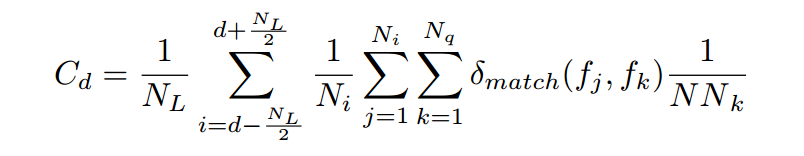 C_d = \frac{1}{N_L} \sum_{i=d-\frac{N_L}{2}}^{d+\frac{N_L}{2}} \frac{1}{N_i} \sum_{j=1}^{N_i} \sum_{k=1}^{N_q} \delta_{match}(f_j, f_k) \frac{1}{NN_k}